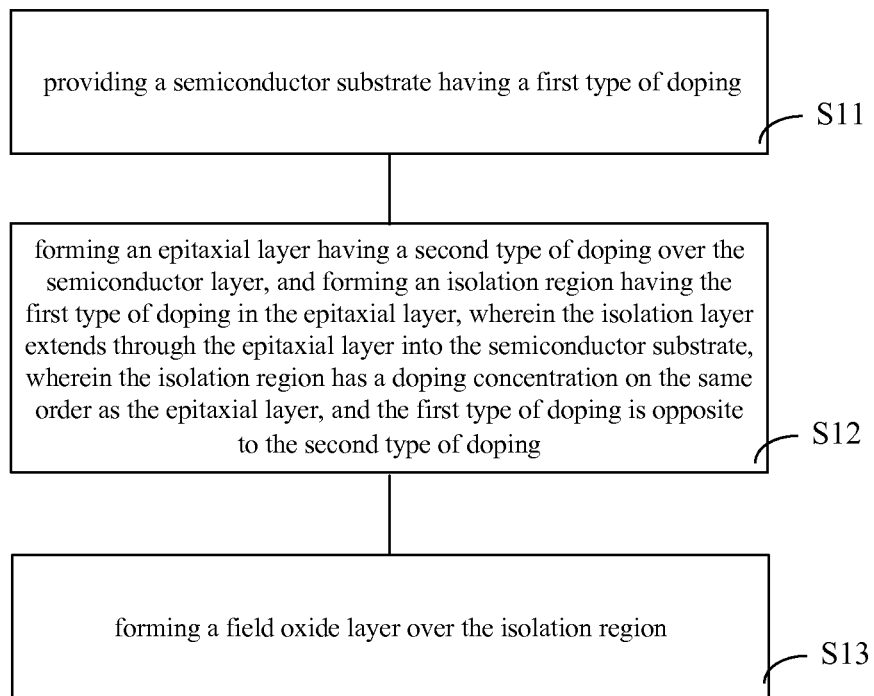 providing a semiconductor substrate having a first type of doping
S11
forming an epitaxial layer having a second type of doping over the
semiconductor layer, and forming an isolation region having the
first type of doping in the epitaxial layer, wherein the isolation layer
extends through the epitaxial layer into the semiconductor substrate,
wherein the isolation region has a doping concentration on the same
order as the epitaxial layer, and the first type of doping is opposite
to the second type of doping
S12
forming a field oxide layer over the isolation region
S13